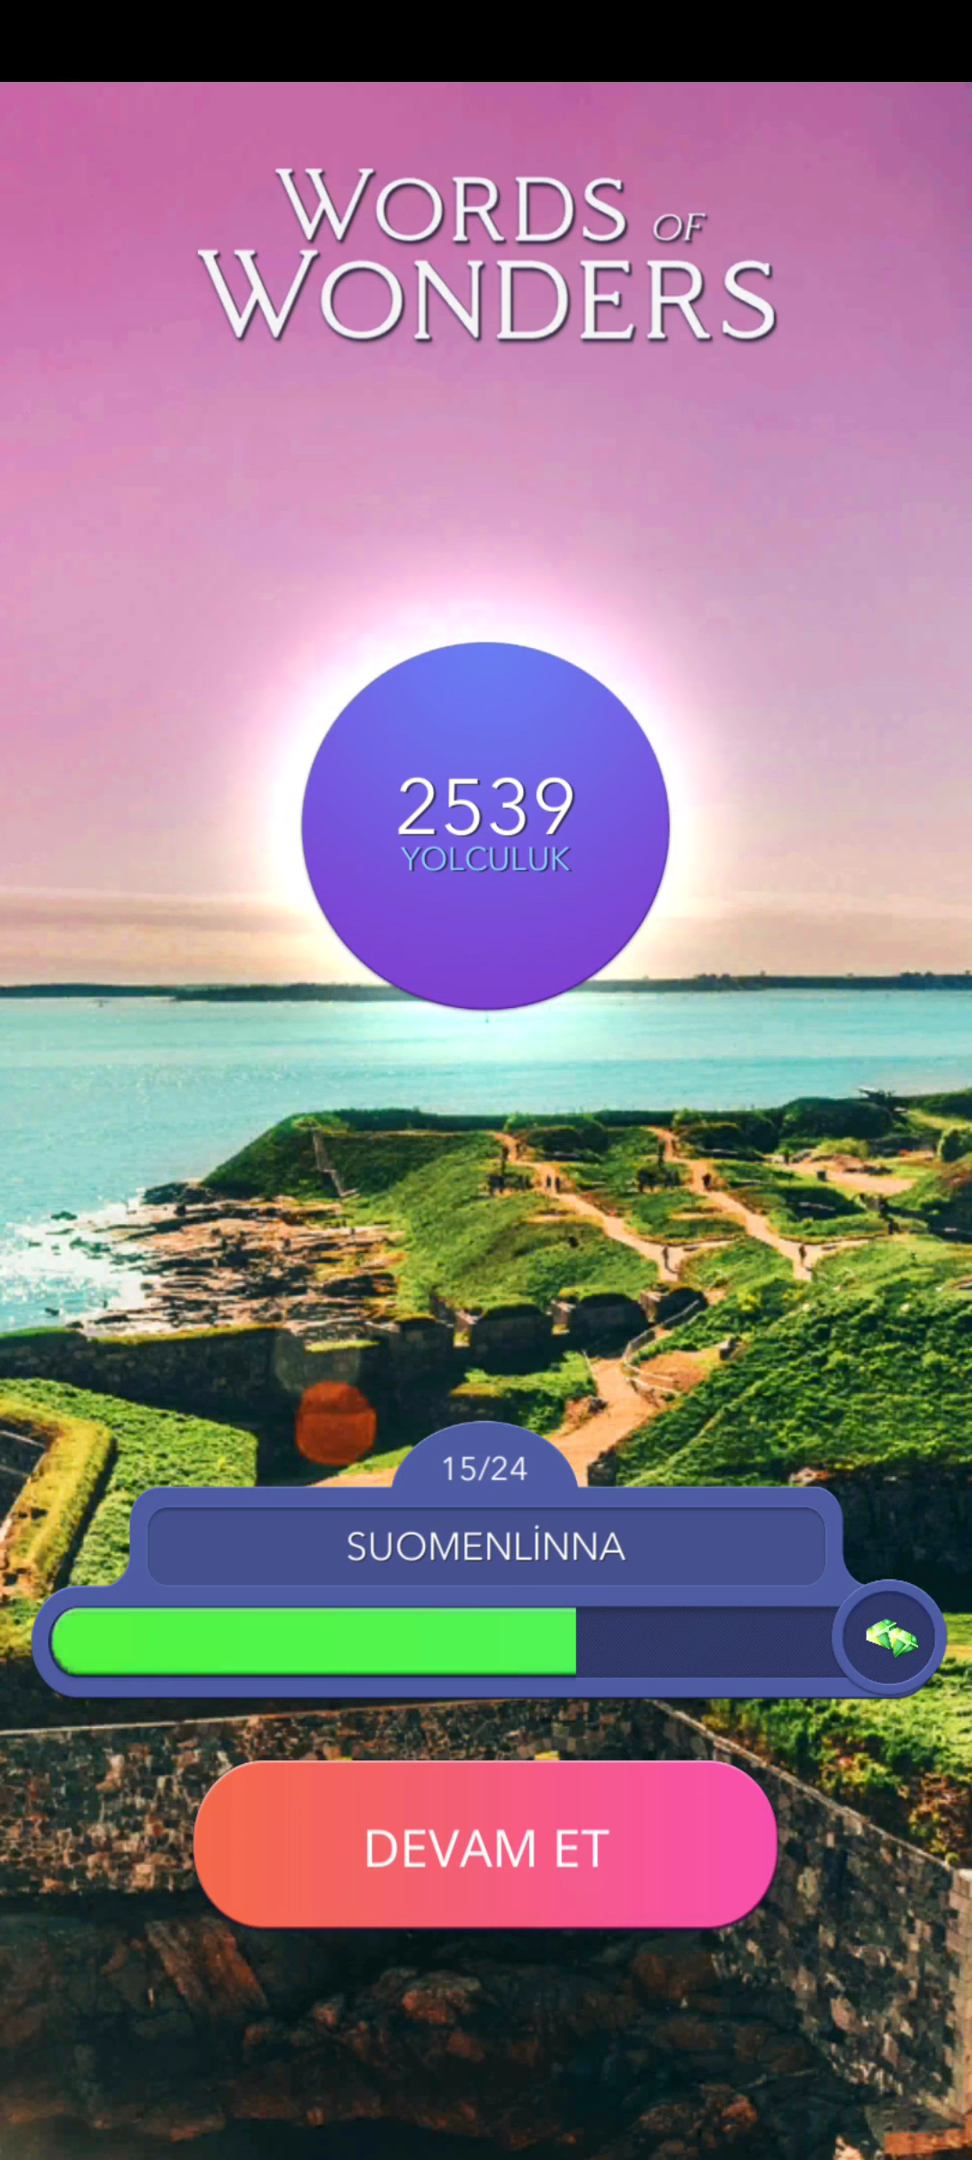 WORDS OF
WONDERS
2539
YOLCULUK
15/24
SUOMENLİNNA
DEVAM ET